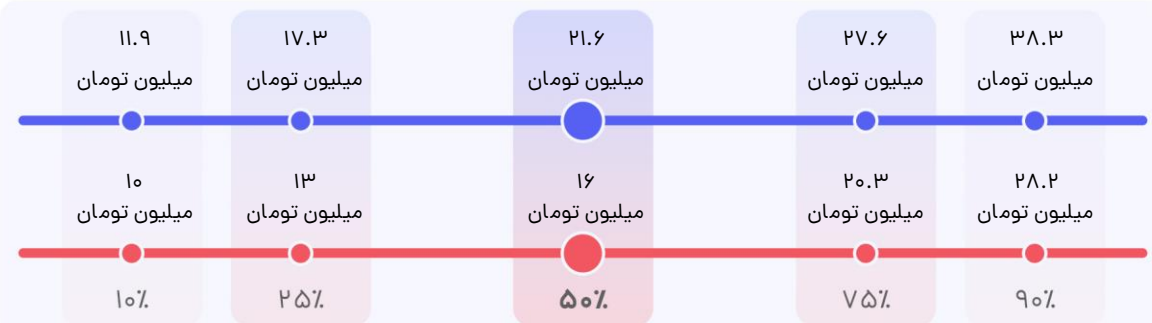 ۱۱.۹ ۱۷.۳ ۲۱.۶ ۲۷.۶ ۳۸.۳
میلیون تومان میلیون تومان میلیون تومان میلیون تومان میلیون تومان
۱۰ ۱۳ ۱۶ ۲۰.۳ ۲۸.۲
میلیون تومان میلیون تومان میلیون تومان میلیون تومان میلیون تومان
۱۰٪ ۲۵٪ ۵۰٪ ۷۵٪ ۹۰٪